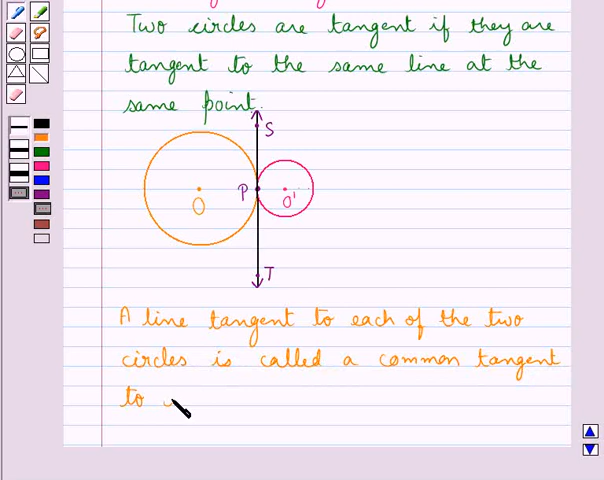 Two circles are tangent if they are
tangent to the same line at the
same point.
S
P
O
O'
T
A line tangent to each of the two
circles is called a common tangent
to